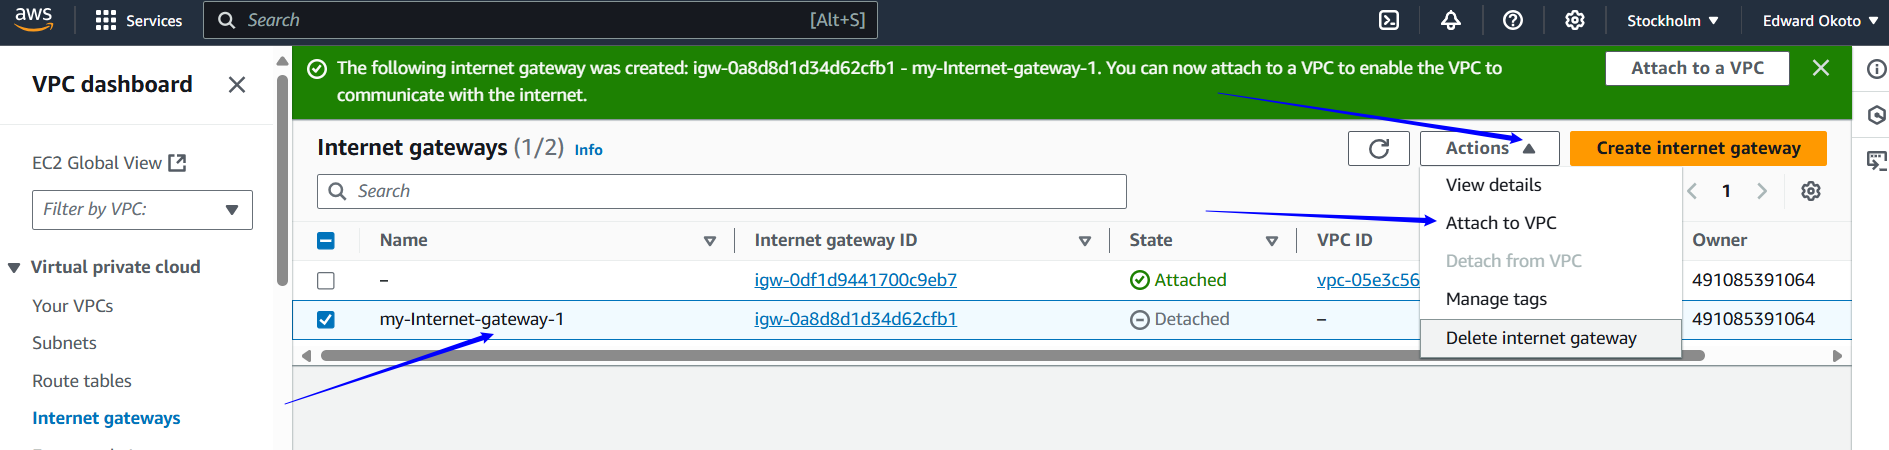 aws
Services
Search
[Alt+S]
Stockholm
Edward Okoto
VPC dashboard
EC2 Global View
Filter by VPC:
Virtual private cloud
Your VPCs
Subnets
Route tables
Internet gateways
The following internet gateway was created: igw-0a8d8d1d34d62cfb1 - my-Internet-gateway-1. You can now attach to a VPC to enable the VPC to
communicate with the internet.
Attach to a VPC
Internet gateways (1/2) Info
Actions
Create internet gateway
Search
1
View details
Attach to VPC
Detach from VPC
Manage tags
Delete internet gateway
Name Internet gateway ID State VPC ID Owner
– igw-0df1d9441700c9eb7 Attached vpc-05e3c56 491085391064
my-Internet-gateway-1 igw-0a8d8d1d34d62cfb1 Detached – 491085391064